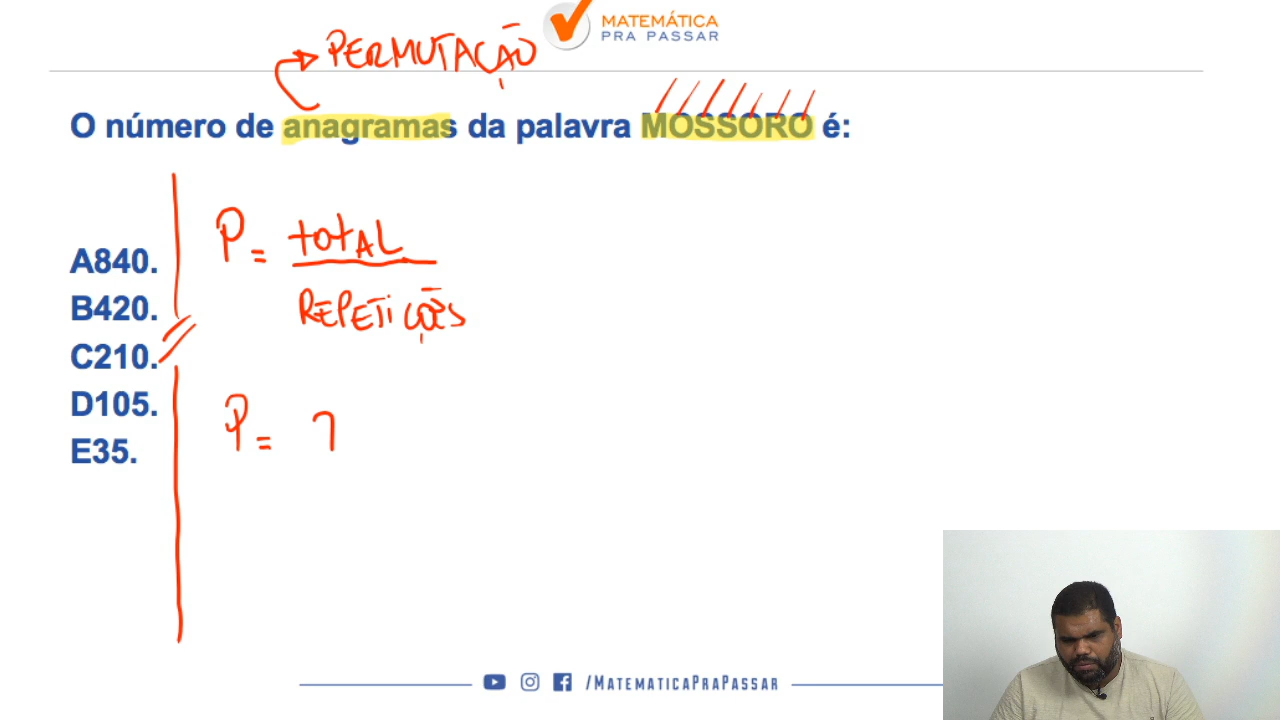 MATEMÁTICA
PRA PASSAR
PERMUTAÇÃO
O número de anagramas da palavra MOSSORO é:
P = TOTAL
REPETIÇÕES
A840.
B420.
C210.
D105.
E35.
P = 7
/MATEMATICAPRAPASSAR